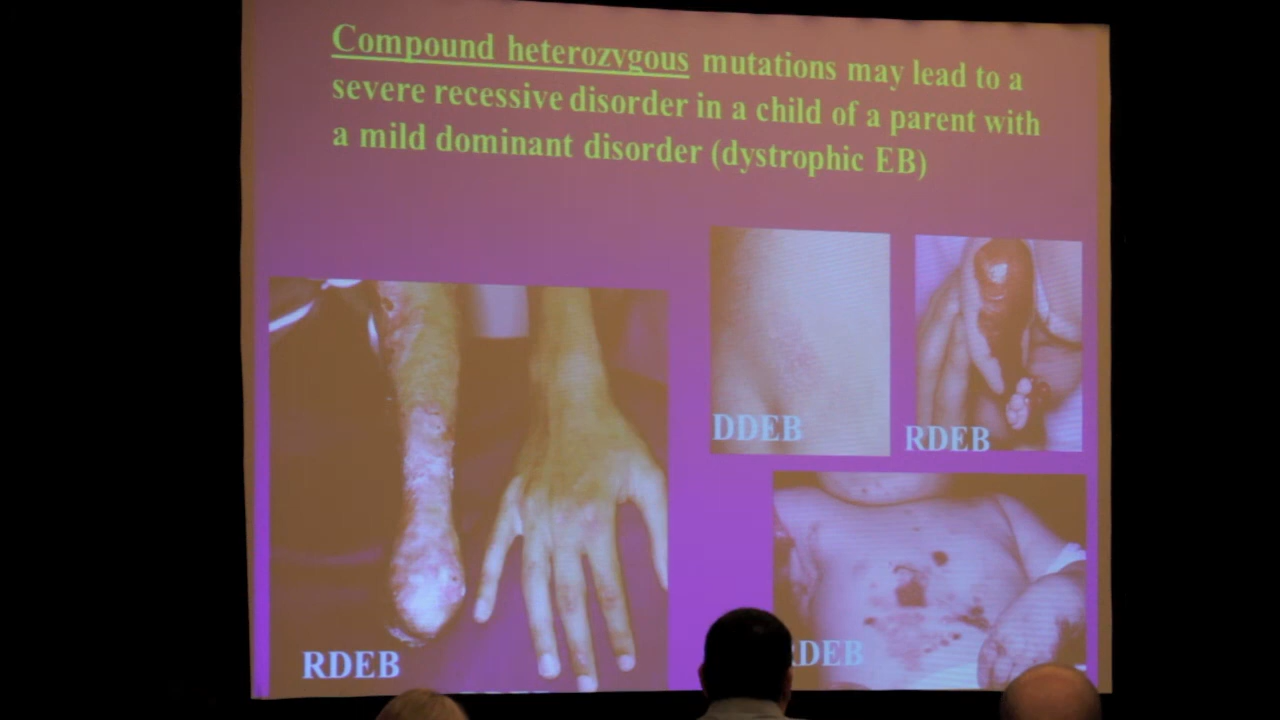 Compound heterozygous mutations may lead to a
severe recessive disorder in a child of a parent with
a mild dominant disorder (dystrophic EB)
DDEB
RDEB
RDEB
RDEB